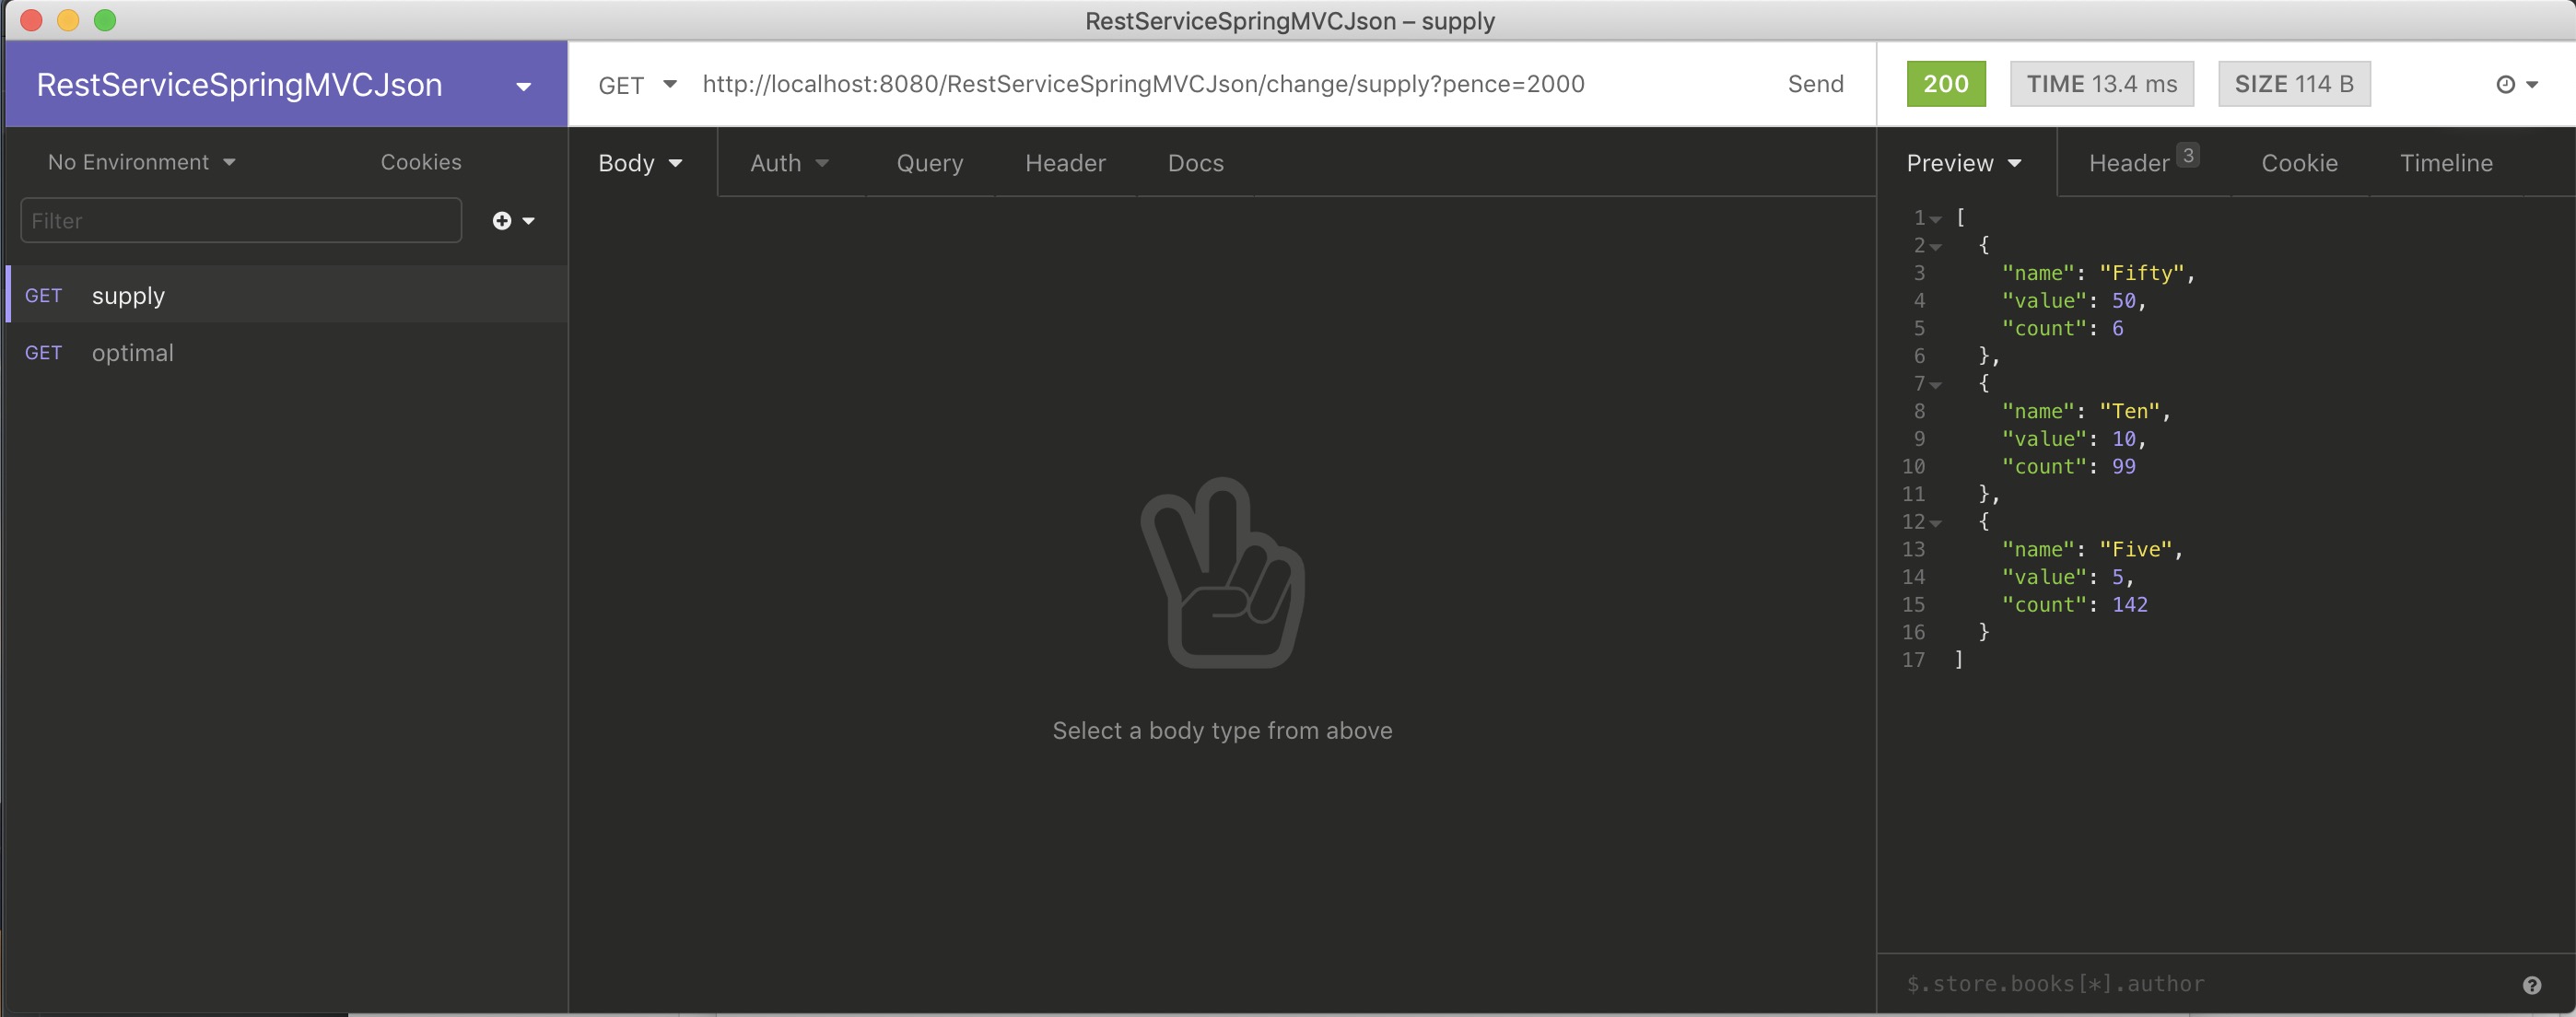 RestServiceSpringMVCJson – supply
RestServiceSpringMVCJson
GET http://localhost:8080/RestServiceSpringMVCJson/change/supply?pence=2000 Send
200 TIME 13.4 ms SIZE 114 B
No Environment Cookies
Filter
GET supply
GET optimal
Body Auth Query Header Docs
Select a body type from above
Preview Header 3 Cookie Timeline
1 [
2 {
3 "name": "Fifty",
4 "value": 50,
5 "count": 6
6 },
7 {
8 "name": "Ten",
9 "value": 10,
10 "count": 99
11 },
12 {
13 "name": "Five",
14 "value": 5,
15 "count": 142
16 }
17 ]
$.store.books[*].author